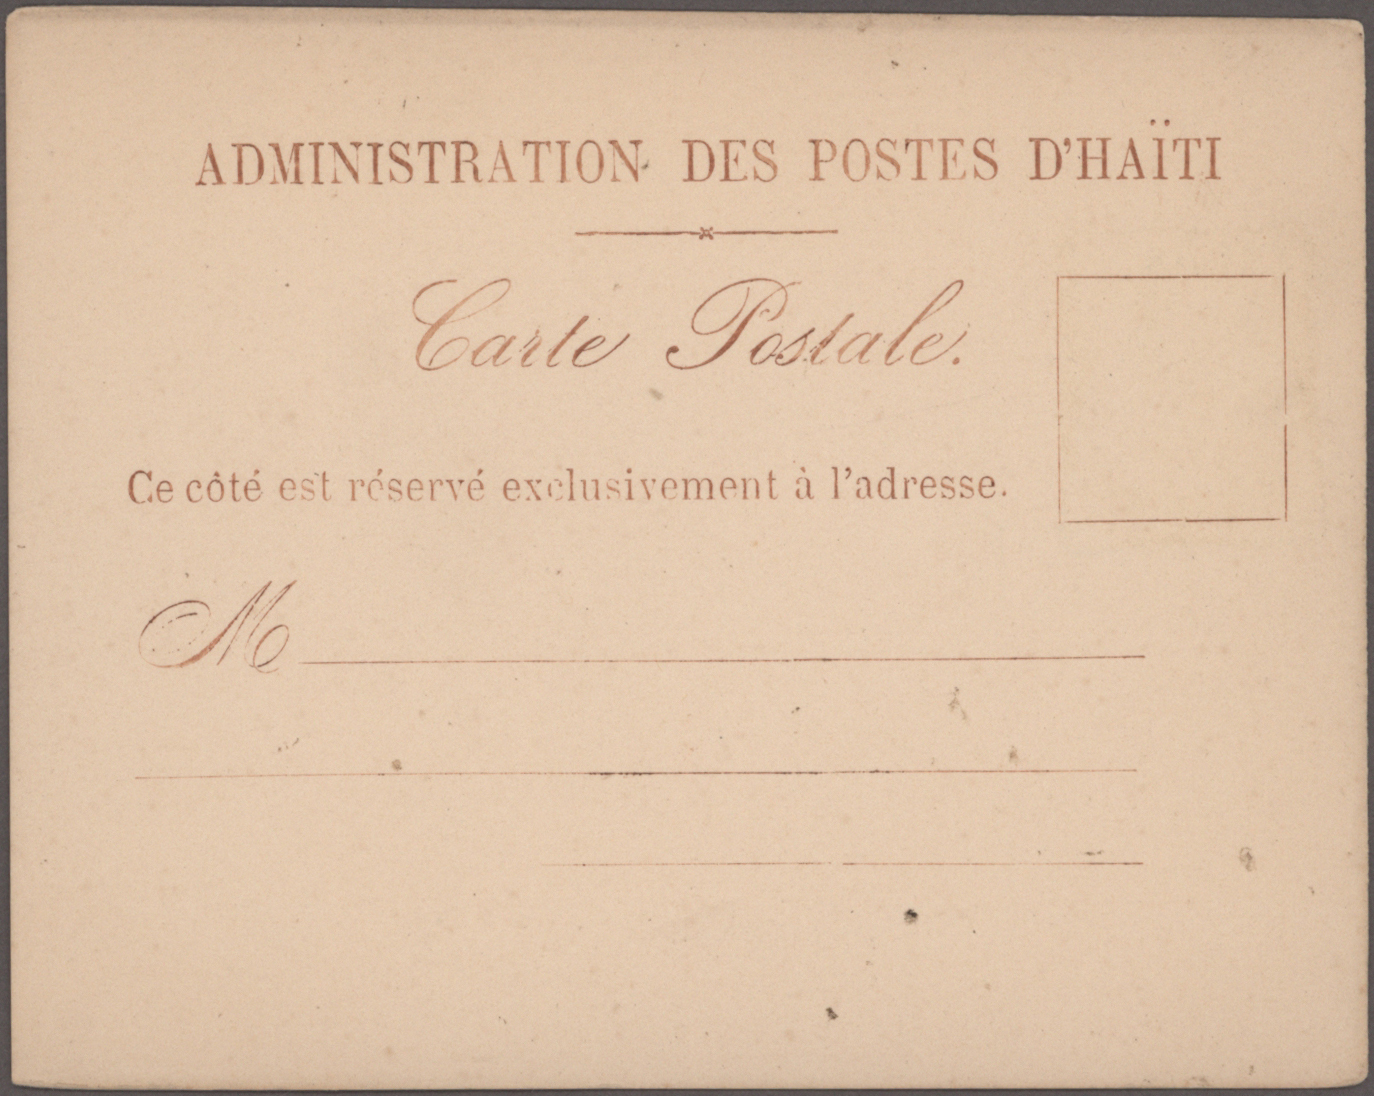 ADMINISTRATION DES POSTES D'HAÏTI
Carte Postale.
Ce côté est réservé exclusivement à l'adresse.
M